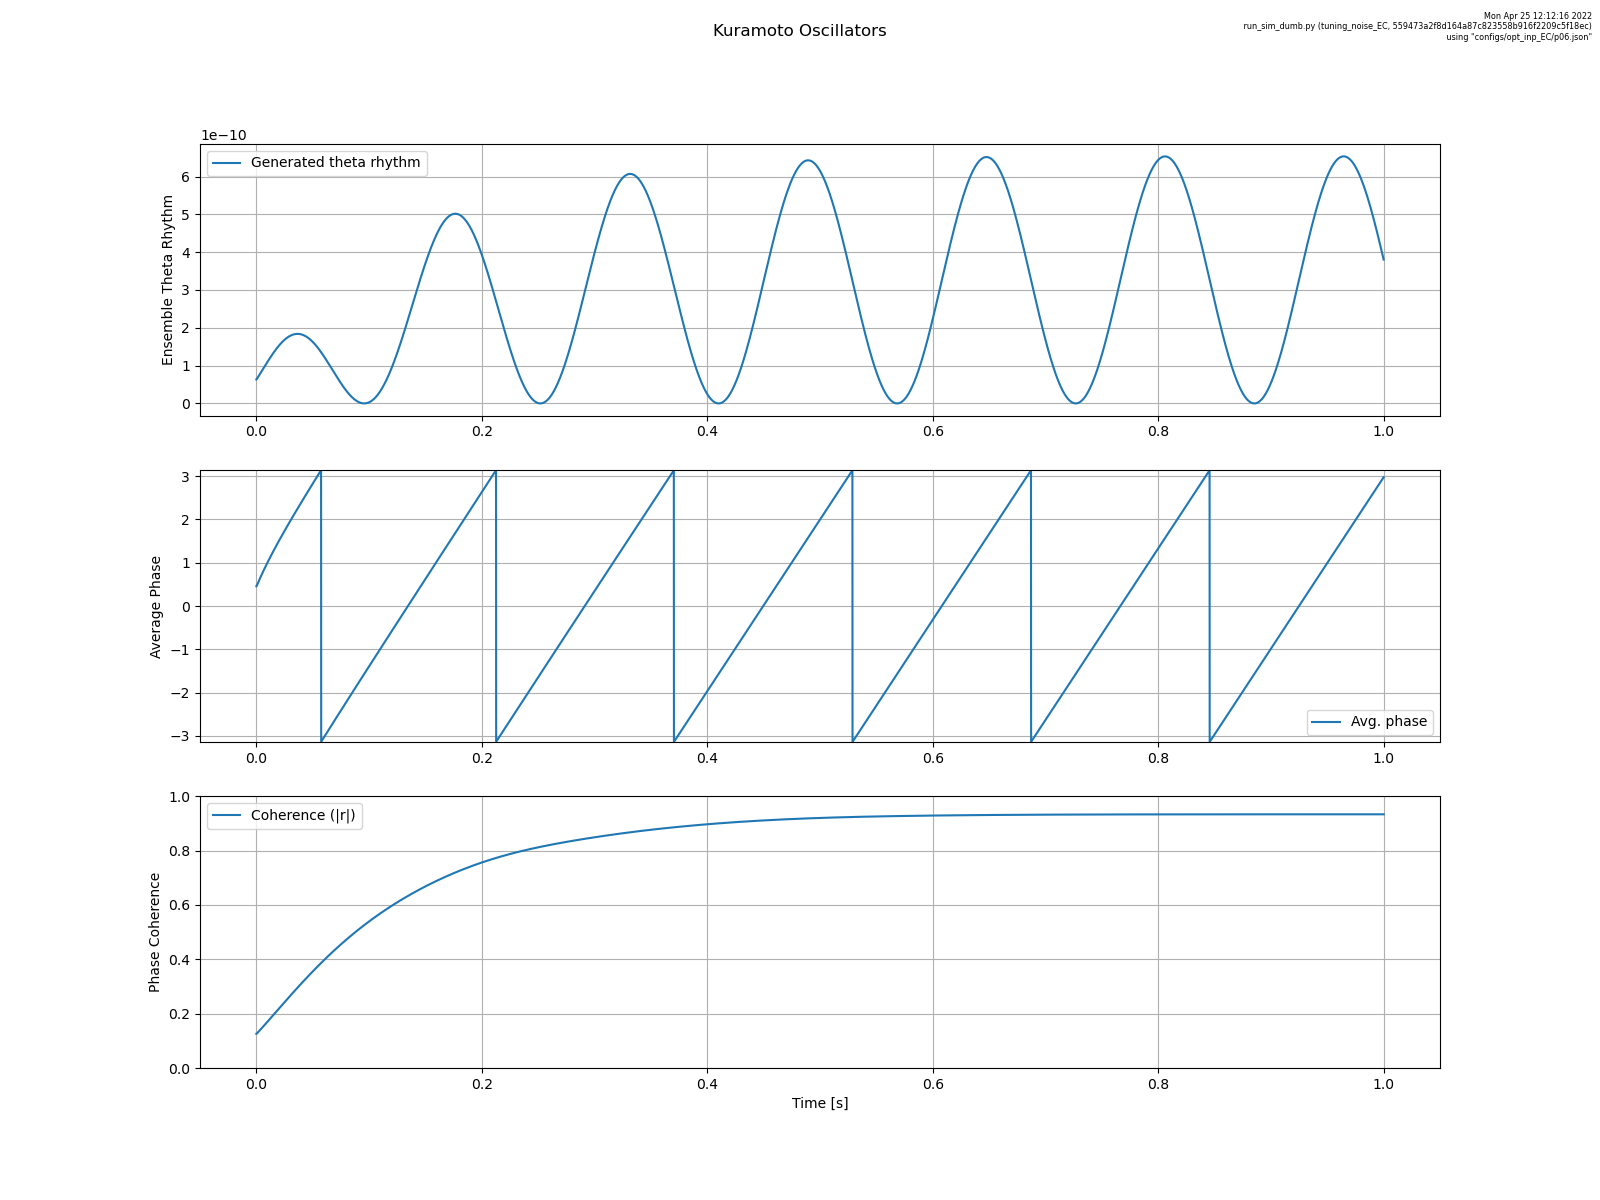 Mon Apr 25 12:12:16 2022
run_sim_dumb.py (tuning_noise_EC, 559473a2f8d164a87c823558b916f2209c5f18ec)
using "configs/opt_inp_EC/p06.json"
Kuramoto Oscillators
1e−10
Generated theta rhythm
Ensemble Theta Rhythm
6
5
4
3
2
1
0
0.0 0.2 0.4 0.6 0.8 1.0
Average Phase
3
2
1
0
−1
−2
−3
Avg. phase
0.0 0.2 0.4 0.6 0.8 1.0
Coherence (|r|)
Phase Coherence
1.0
0.8
0.6
0.4
0.2
0.0
0.0 0.2 0.4 0.6 0.8 1.0
Time [s]